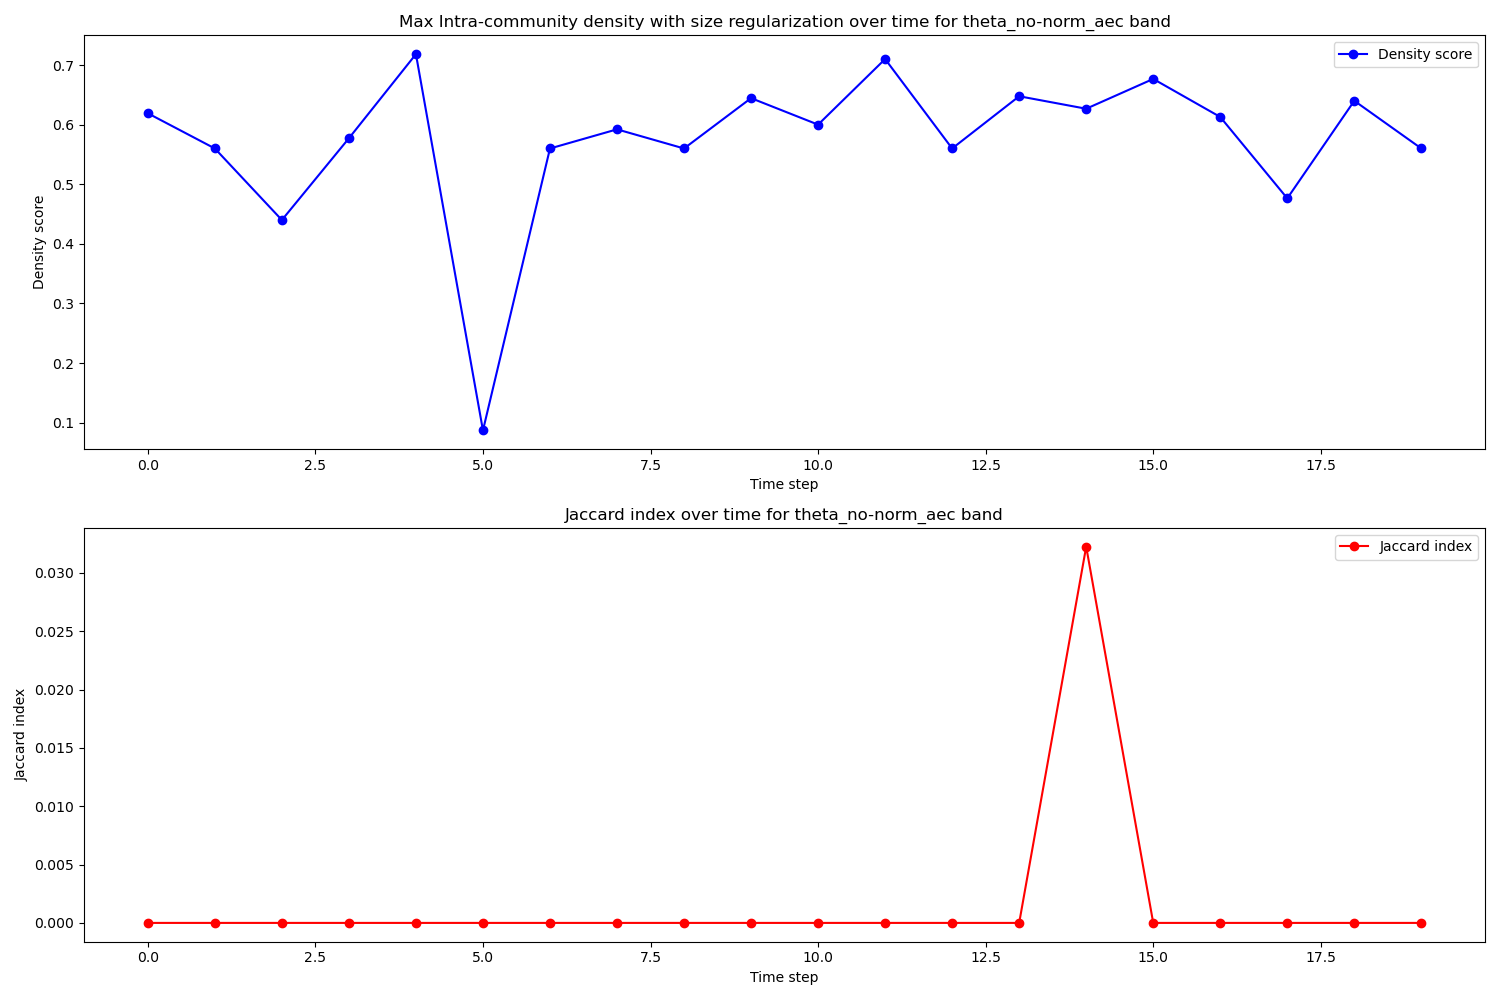 Max Intra-community density with size regularization over time for theta_no-norm_aec band
Density score
0.7
0.6
0.5
0.4
0.3
0.2
0.1
Density score
0.0 2.5 5.0 7.5 10.0 12.5 15.0 17.5
Time step
Jaccard index over time for theta_no-norm_aec band
Jaccard index
0.030
0.025
0.020
0.015
0.010
0.005
0.000
Jaccard index
0.0 2.5 5.0 7.5 10.0 12.5 15.0 17.5
Time step